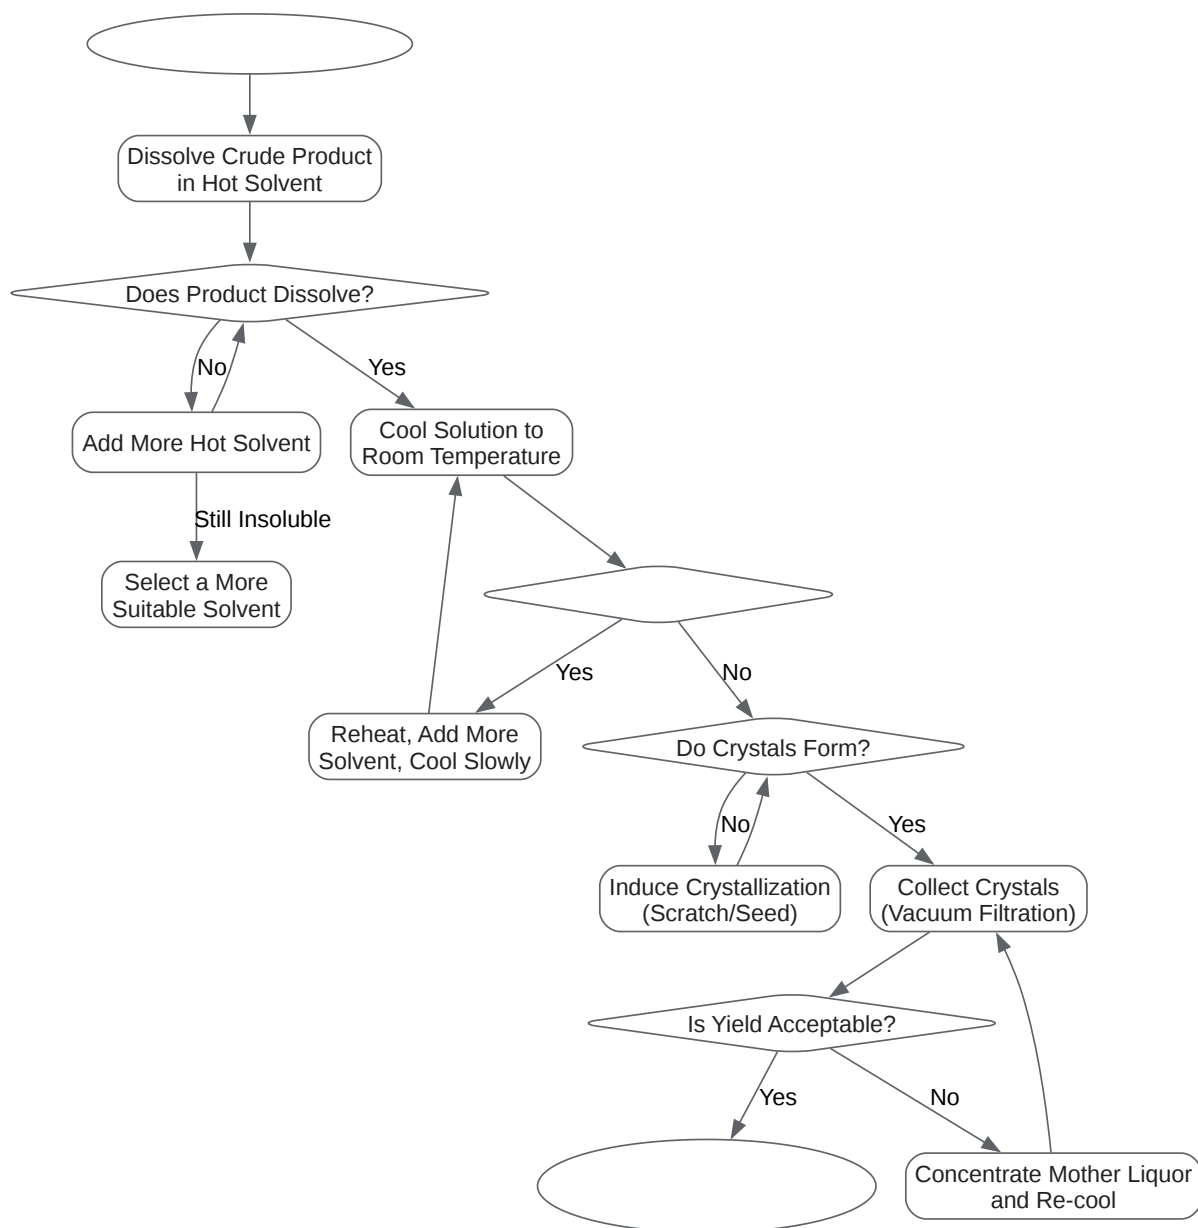 Dissolve Crude Product
in Hot Solvent
Does Product Dissolve?
No
Yes
Add More Hot Solvent
Cool Solution to
Room Temperature
Still Insoluble
Select a More
Suitable Solvent
Yes
No
Reheat, Add More
Solvent, Cool Slowly
Do Crystals Form?
No
Yes
Induce Crystallization
(Scratch/Seed)
Collect Crystals
(Vacuum Filtration)
Is Yield Acceptable?
Yes
No
Concentrate Mother Liquor
and Re-cool